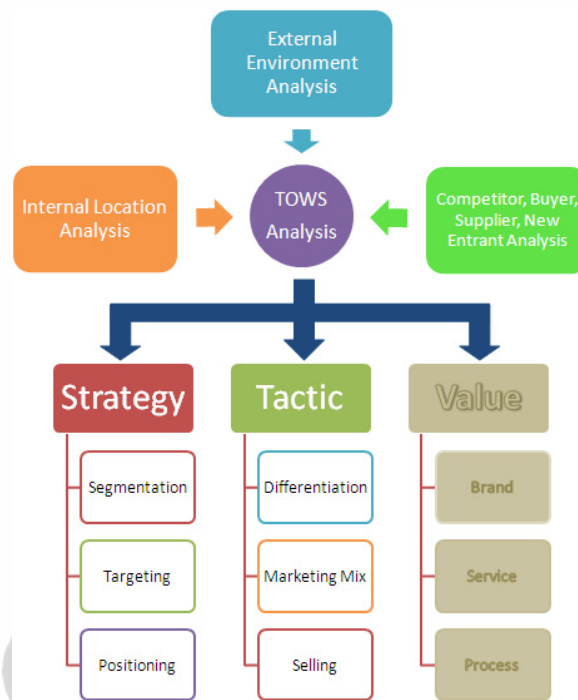 External
Environment
Analysis
Internal Location
Analysis
TOWS
Analysis
Competitor, Buyer,
Supplier, New
Entrant Analysis
Strategy
Tactic
Value
Segmentation
Differentiation
Brand
Targeting
Marketing Mix
Service
Positioning
Selling
Process